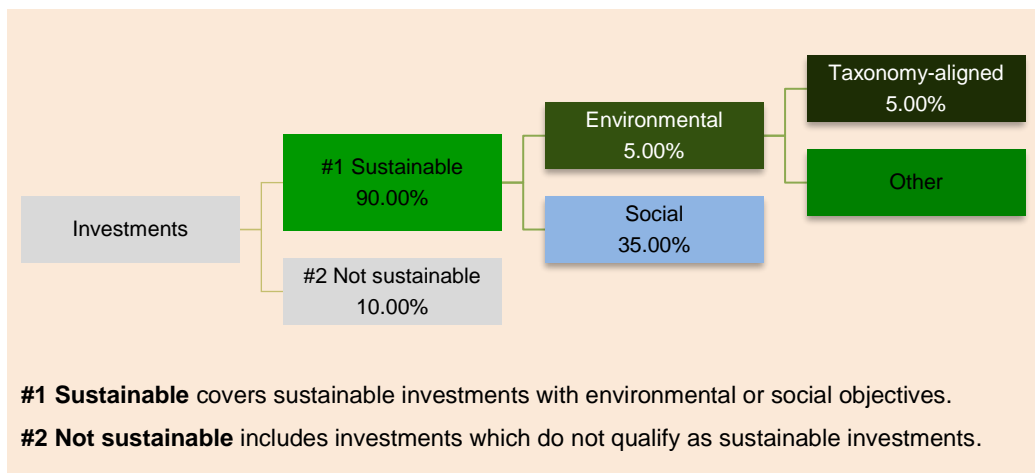 Investments
#1 Sustainable
90.00%
#2 Not sustainable
10.00%
Environmental
5.00%
Social
35.00%
Taxonomy-aligned
5.00%
Other
#1 Sustainable covers sustainable investments with environmental or social objectives.
#2 Not sustainable includes investments which do not qualify as sustainable investments.